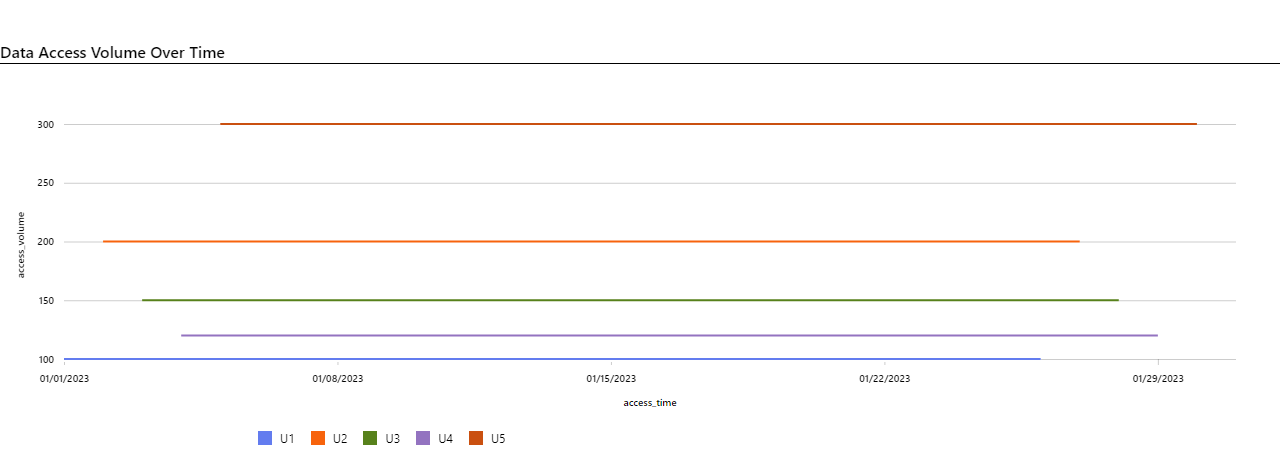 Data Access Volume Over Time
300
250
200
150
100
access_volume
01/01/2023 01/08/2023 01/15/2023 01/22/2023 01/29/2023
access_time
U1 U2 U3 U4 U5